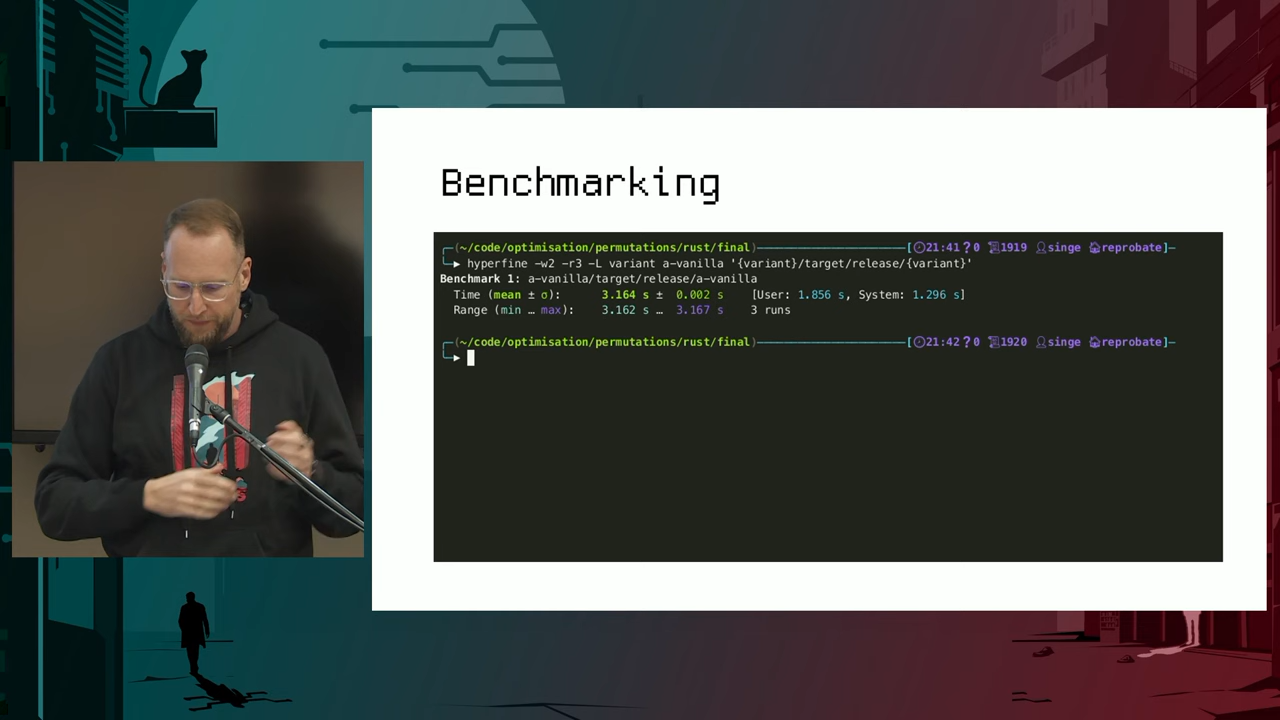 Benchmarking
(~/code/optimisation/permutations/rust/final) [21:41?0 1919 singe reprobate]
hyperfine -w2 -r3 -L variant a-vanilla '{variant}/target/release/{variant}'
Benchmark 1: a-vanilla/target/release/a-vanilla
Time (mean ± σ): 3.164 s ± 0.002 s [User: 1.856 s, System: 1.296 s]
Range (min … max): 3.162 s … 3.167 s 3 runs
(~/code/optimisation/permutations/rust/final) [21:42?0 1920 singe reprobate]